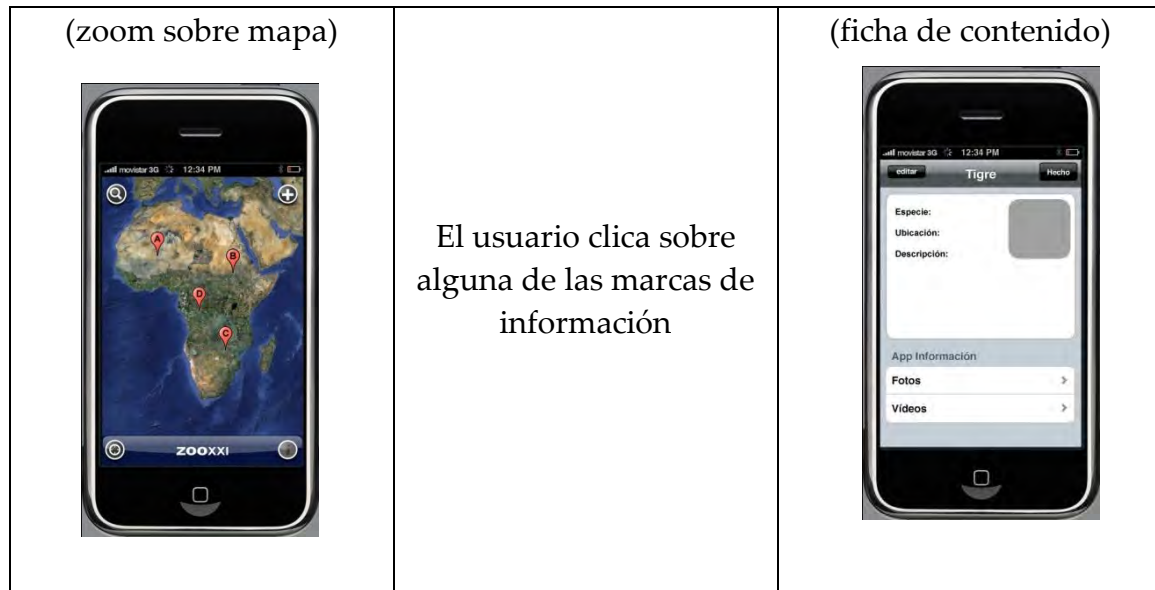 (zoom sobre mapa)
movistar 3G 12:34 PM
A
B
D
C
ZOOXXI
El usuario clica sobre
alguna de las marcas de
información
(ficha de contenido)
movistar 3G 12:34 PM
editar Tigre Hecho
Especie:
Ubicación:
Descripción:
App Información
Fotos
Vídeos